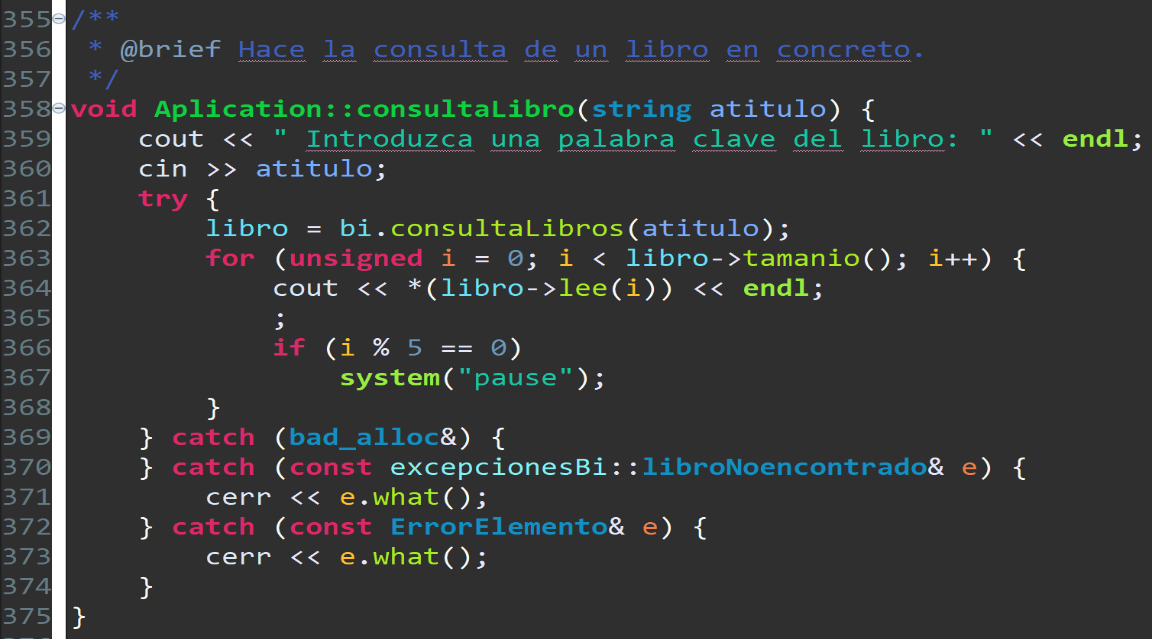 355 /**
356  * @brief Hace la consulta de un libro en concreto.
357  */
358 void Aplication::consultaLibro(string atitulo) {
359     cout << " Introduzca una palabra clave del libro: " << endl;
360     cin >> atitulo;
361     try {
362         libro = bi.consultaLibros(atitulo);
363         for (unsigned i = 0; i < libro->tamanio(); i++) {
364             cout << *(libro->lee(i)) << endl;
365             ;
366             if (i % 5 == 0)
367                 system("pause");
368         }
369     } catch (bad_alloc&) {
370     } catch (const excepcionesBi::libroNoencontrado& e) {
371         cerr << e.what();
372     } catch (const ErrorElemento& e) {
373         cerr << e.what();
374     }
375 }